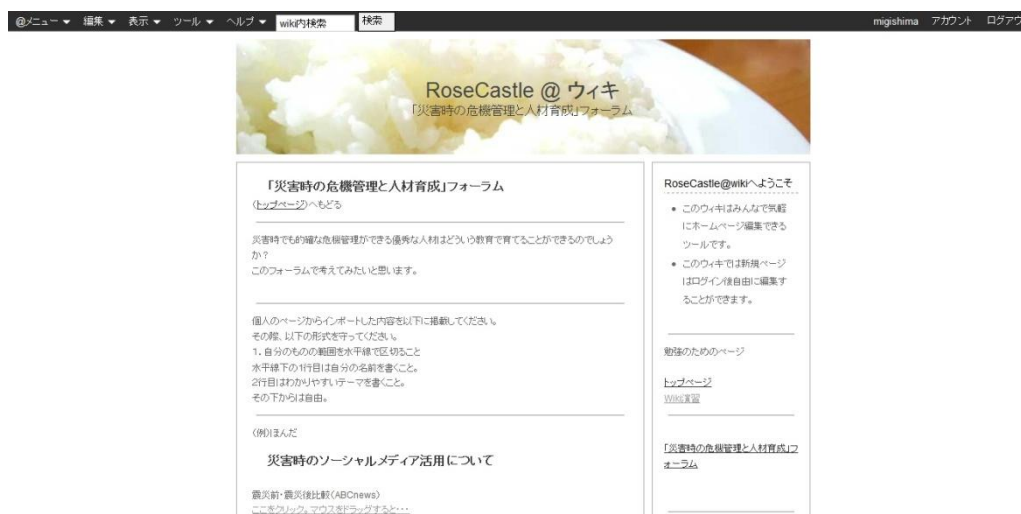 @メニュー ▼ 編集 ▼ 表示 ▼ ツール ▼ ヘルプ ▼ wiki内検索 検索 migishima アカウント ログアウ
RoseCastle @ ウィキ
「災害時の危機管理と人材育成」フォーラム
「災害時の危機管理と人材育成」フォーラム
(トップページ)へもどる
災害時でも的確な危機管理ができる優秀な人材はどういう教育で育てることができるのでしょう
か？
このフォーラムで考えてみたいと思います。
個人のページからインポートした内容を以下に掲載してください。
その際、以下の形式を守ってください。
1. 自分のものの範囲を水平線で区切ること
水平線下の1行目は自分の名前を書くこと。
2行目はわかりやすいテーマを書くこと。
その下からは自由。
(例)ほんだ
災害時のソーシャルメディア活用について
震災前・震災後比較(ABCnews)
ここをクリック。マウスをドラッグすると・・・
RoseCastle@wikiへようこそ
• このウィキはみんなで気軽
にホームページ編集できる
ツールです。
• このウィキでは新規ページ
はログイン後自由に編集す
ることができます。
勉強のためのページ
トップページ
Wiki演習
「災害時の危機管理と人材育成」フ
ォーラム